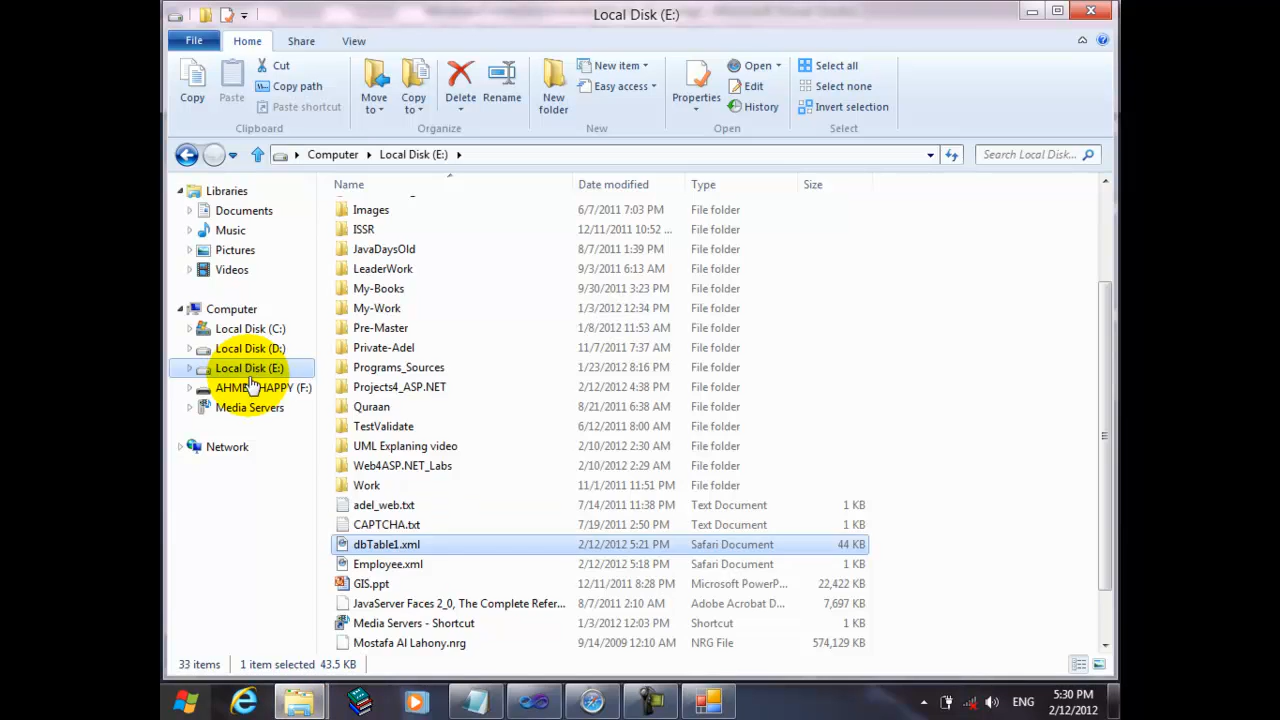 Local Disk (E:)
File Home Share View
Copy
Paste
Cut
Copy path
Paste shortcut
Clipboard
Move to
Copy to
Delete
Rename
Organize
New folder
New item
Easy access
New
Properties
Open
Edit
History
Open
Select all
Select none
Invert selection
Select
Computer Local Disk (E:)
Search Local Disk...
Libraries
Documents
Music
Pictures
Videos
Computer
Local Disk (C:)
Local Disk (D:)
Local Disk (E:)
HAPPY (F:)
Media Servers
Network
Name Date modified Type Size
Images 6/7/2011 7:03 PM File folder
ISSR 12/11/2011 10:52 ... File folder
JavaDaysOld 8/7/2011 1:39 PM File folder
LeaderWork 9/3/2011 6:13 AM File folder
My-Books 9/30/2011 3:23 PM File folder
My-Work 1/3/2012 12:34 PM File folder
Pre-Master 1/8/2012 11:53 AM File folder
Private-Adel 11/7/2011 7:37 AM File folder
Programs_Sources 1/23/2012 8:16 PM File folder
Projects4_ASP.NET 2/12/2012 4:38 PM File folder
Quraan 8/21/2011 6:38 AM File folder
TestValidate 6/12/2011 8:00 AM File folder
UML Explaning video 2/10/2012 2:29 AM File folder
Web4ASP.NET_Labs 2/10/2012 2:29 AM File folder
Work 11/1/2011 11:51 PM File folder
adel_web.txt 7/14/2011 11:38 PM Text Document 1 KB
CAPTCHA.txt 7/19/2011 2:50 PM Text Document 1 KB
dbTable1.xml 2/12/2012 5:21 PM Safari Document 44 KB
Employee.xml 2/12/2012 5:18 PM Safari Document 1 KB
GIS.ppt 12/11/2011 8:28 PM Microsoft PowerP... 22,422 KB
JavaServer Faces 2_0, The Complete Refer... 8/7/2011 2:10 AM Adobe Acrobat D... 7,697 KB
Media Servers - Shortcut 1/3/2012 12:03 PM Shortcut 1 KB
Mostafa Al Lahony.nrg 9/14/2009 12:10 AM NRG File 574,129 KB
33 items 1 item selected 43.5 KB
ENG
5:30 PM
2/12/2012